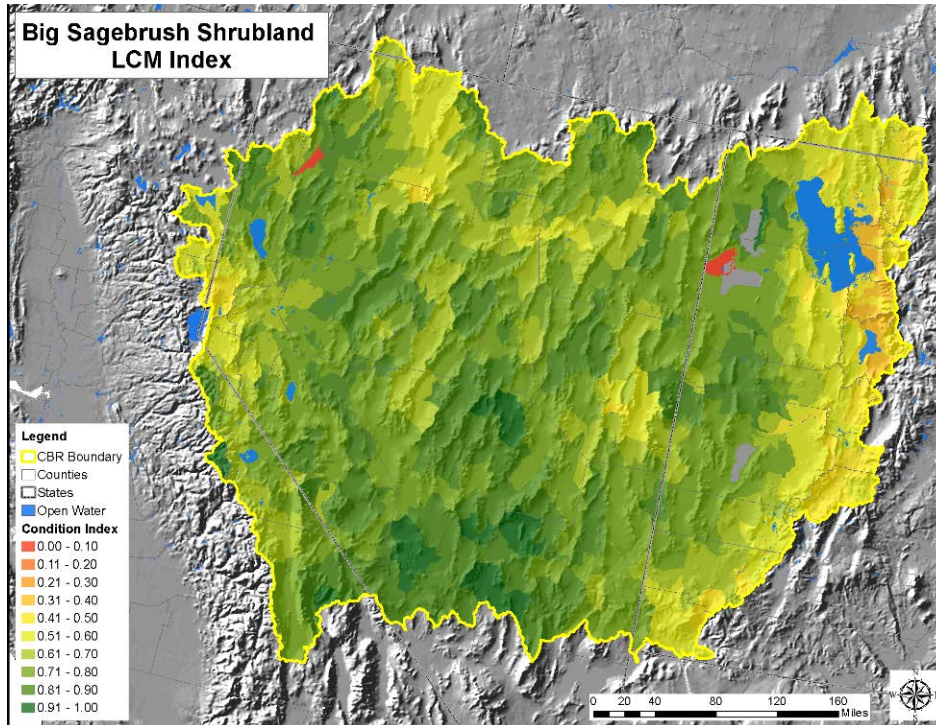 Big Sagebrush Shrubland
LCM Index
Legend
CBR Boundary
Counties
States
Open Water
Condition Index
0.00 - 0.10
0.11 - 0.20
0.21 - 0.30
0.31 - 0.40
0.41 - 0.50
0.51 - 0.60
0.61 - 0.70
0.71 - 0.80
0.81 - 0.90
0.91 - 1.00
0 20 40 80 120 160
Miles
N
W E
S